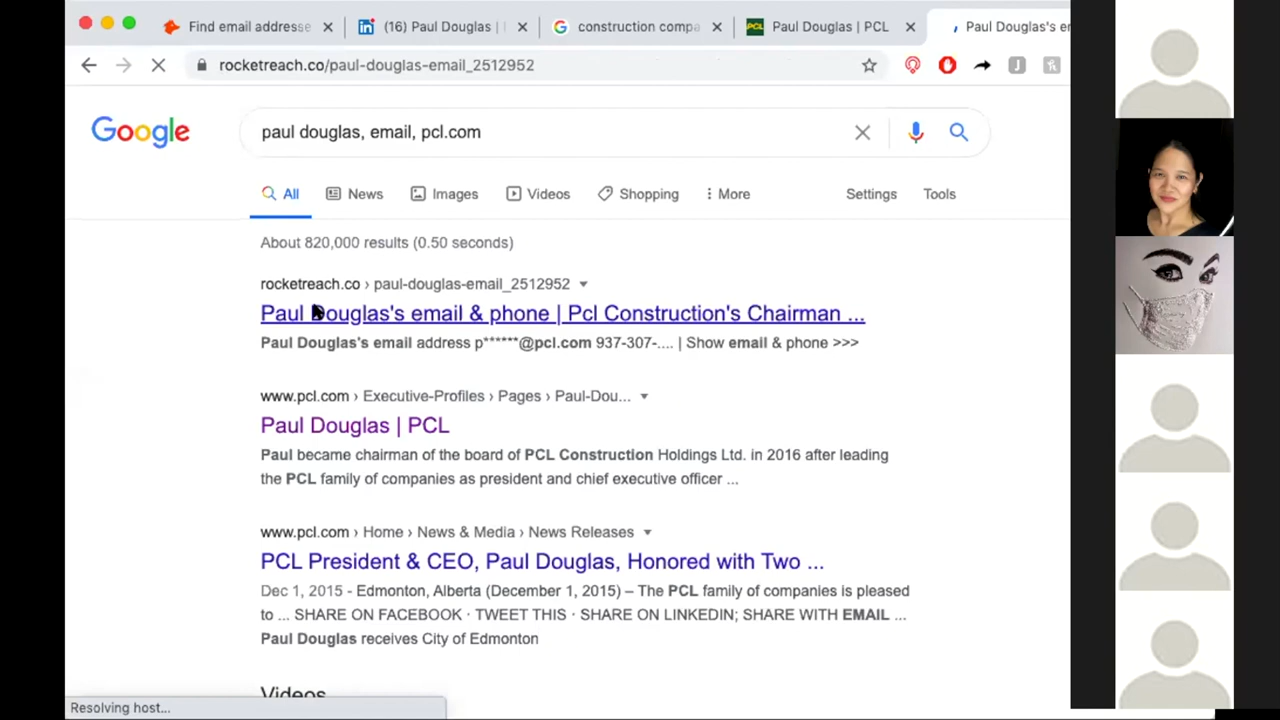 Find email addresse
(16) Paul Douglas |
construction compa
Paul Douglas | PCL
Paul Douglas's en
rocketreach.co/paul-douglas-email_2512952
Google
paul douglas, email, pcl.com
All
News
Images
Videos
Shopping
More
Settings
Tools
About 820,000 results (0.50 seconds)
rocketreach.co › paul-douglas-email_2512952
Paul Douglas's email & phone | Pcl Construction's Chairman ...
Paul Douglas's email address p******@pcl.com 937-307-.... | Show email & phone >>>
www.pcl.com › Executive-Profiles › Pages › Paul-Dou...
Paul Douglas | PCL
Paul became chairman of the board of PCL Construction Holdings Ltd. in 2016 after leading
the PCL family of companies as president and chief executive officer ...
www.pcl.com › Home › News & Media › News Releases
PCL President & CEO, Paul Douglas, Honored with Two ...
Dec 1, 2015 - Edmonton, Alberta (December 1, 2015) – The PCL family of companies is pleased
to ... SHARE ON FACEBOOK · TWEET THIS · SHARE ON LINKEDIN; SHARE WITH EMAIL ...
Paul Douglas receives City of Edmonton
Videos
Resolving host...